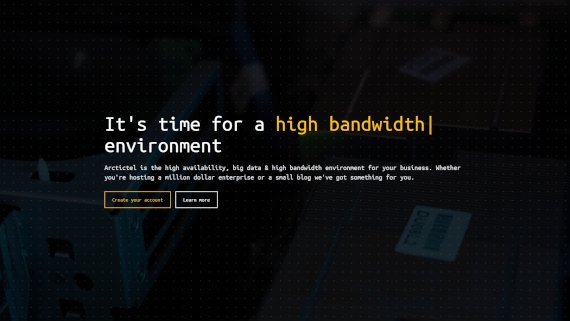 It's time for a high bandwidth|
environment
Arctictel is the high availability, big data & high bandwidth environment for your business. Whether
you're hosting a million dollar enterprise or a small blog we've got something for you.
Create your account
Learn more